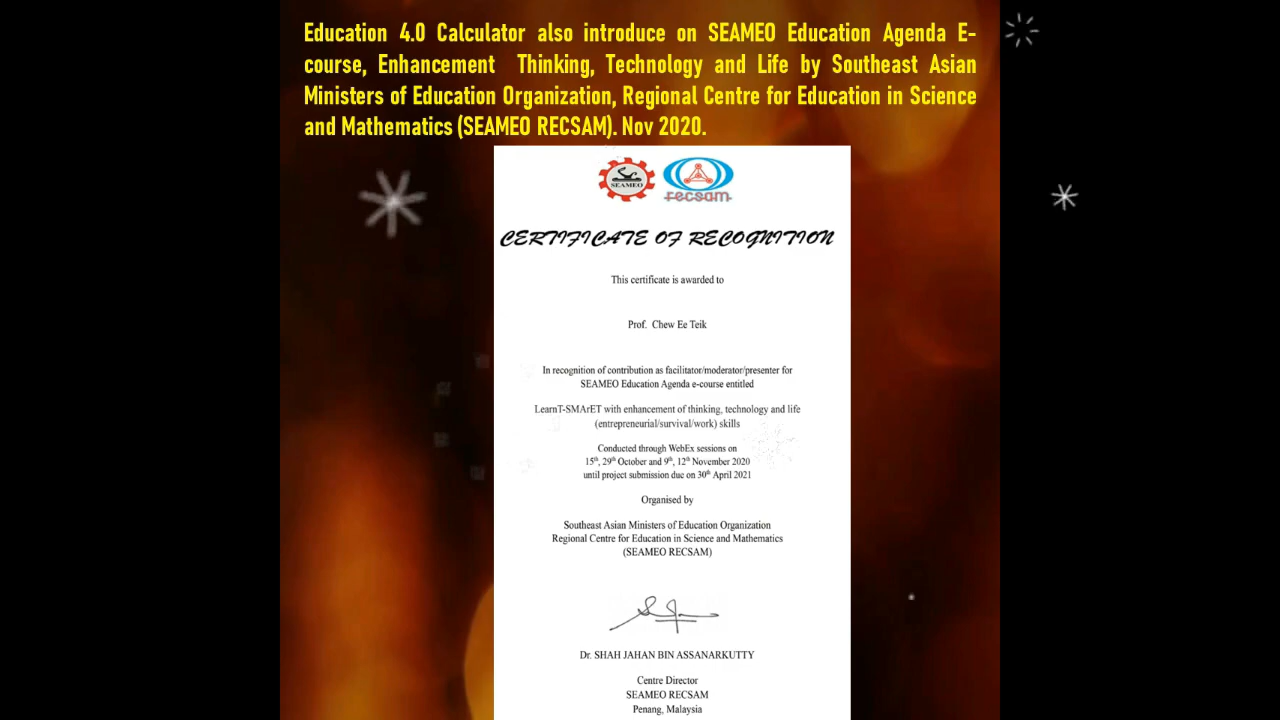 Education 4.0 Calculator also introduce on SEAMEO Education Agenda E-
course, Enhancement Thinking, Technology and Life by Southeast Asian
Ministers of Education Organization, Regional Centre for Education in Science
and Mathematics (SEAMEO RECSAM). Nov 2020.
SEAMEO
recsam
CERTIFICATE OF RECOGNITION
This certificate is awarded to
Prof. Chew Ee Teik
In recognition of contribution as facilitator/moderator/presenter for
SEAMEO Education Agenda e-course entitled
LearnT-SMArET with enhancement of thinking, technology and life
(entrepreneurial/survival/work) skills
Conducted through WebEx sessions on
15th, 29th October and 9th, 12th November 2020
until project submission due on 30th April 2021
Organised by
Southeast Asian Ministers of Education Organization
Regional Centre for Education in Science and Mathematics
(SEAMEO RECSAM)
Dr. SHAH JAHAN BIN ASSANARKUTTY
Centre Director
SEAMEO RECSAM
Penang, Malaysia